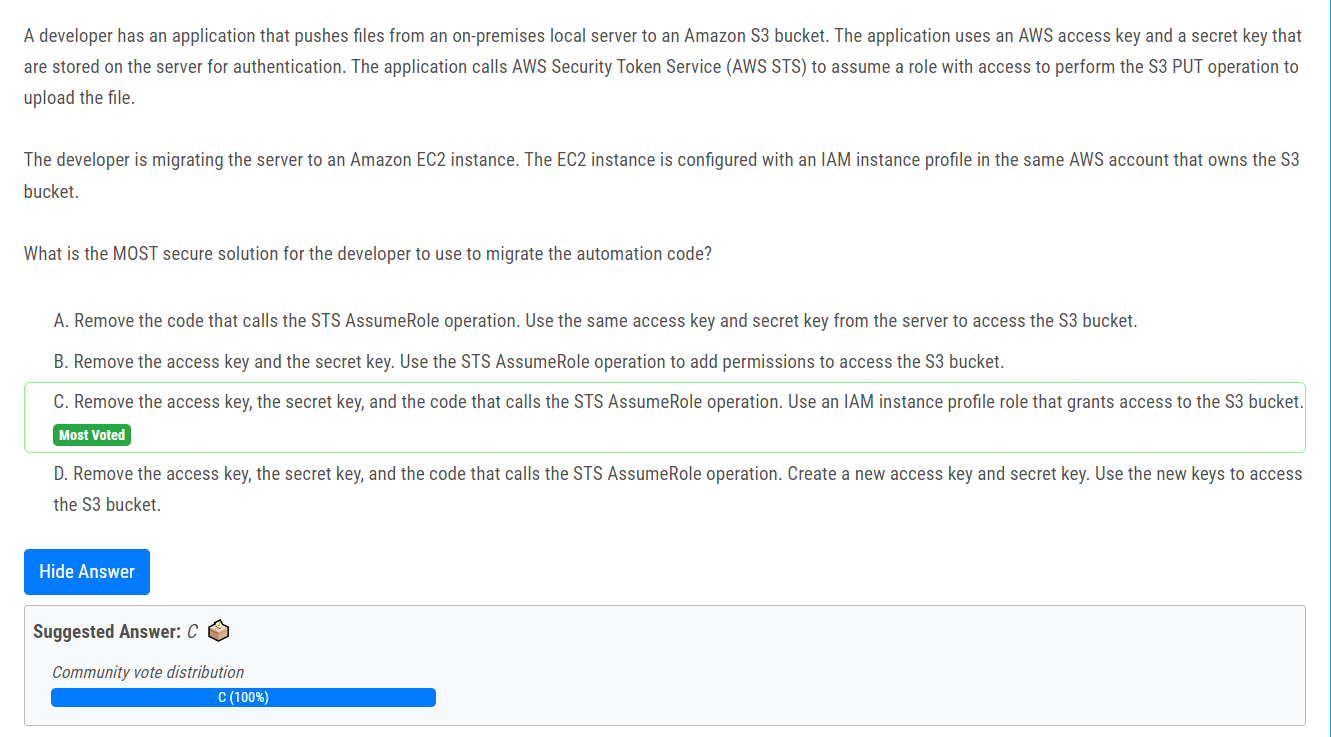 A developer has an application that pushes files from an on-premises local server to an Amazon S3 bucket. The application uses an AWS access key and a secret key that
are stored on the server for authentication. The application calls AWS Security Token Service (AWS STS) to assume a role with access to perform the S3 PUT operation to
upload the file.
The developer is migrating the server to an Amazon EC2 instance. The EC2 instance is configured with an IAM instance profile in the same AWS account that owns the S3
bucket.
What is the MOST secure solution for the developer to use to migrate the automation code?
A. Remove the code that calls the STS AssumeRole operation. Use the same access key and secret key from the server to access the S3 bucket.
B. Remove the access key and the secret key. Use the STS AssumeRole operation to add permissions to access the S3 bucket.
C. Remove the access key, the secret key, and the code that calls the STS AssumeRole operation. Use an IAM instance profile role that grants access to the S3 bucket.
Most Voted
D. Remove the access key, the secret key, and the code that calls the STS AssumeRole operation. Create a new access key and secret key. Use the new keys to access
the S3 bucket.
Hide Answer
Suggested Answer: C
Community vote distribution
C (100%)